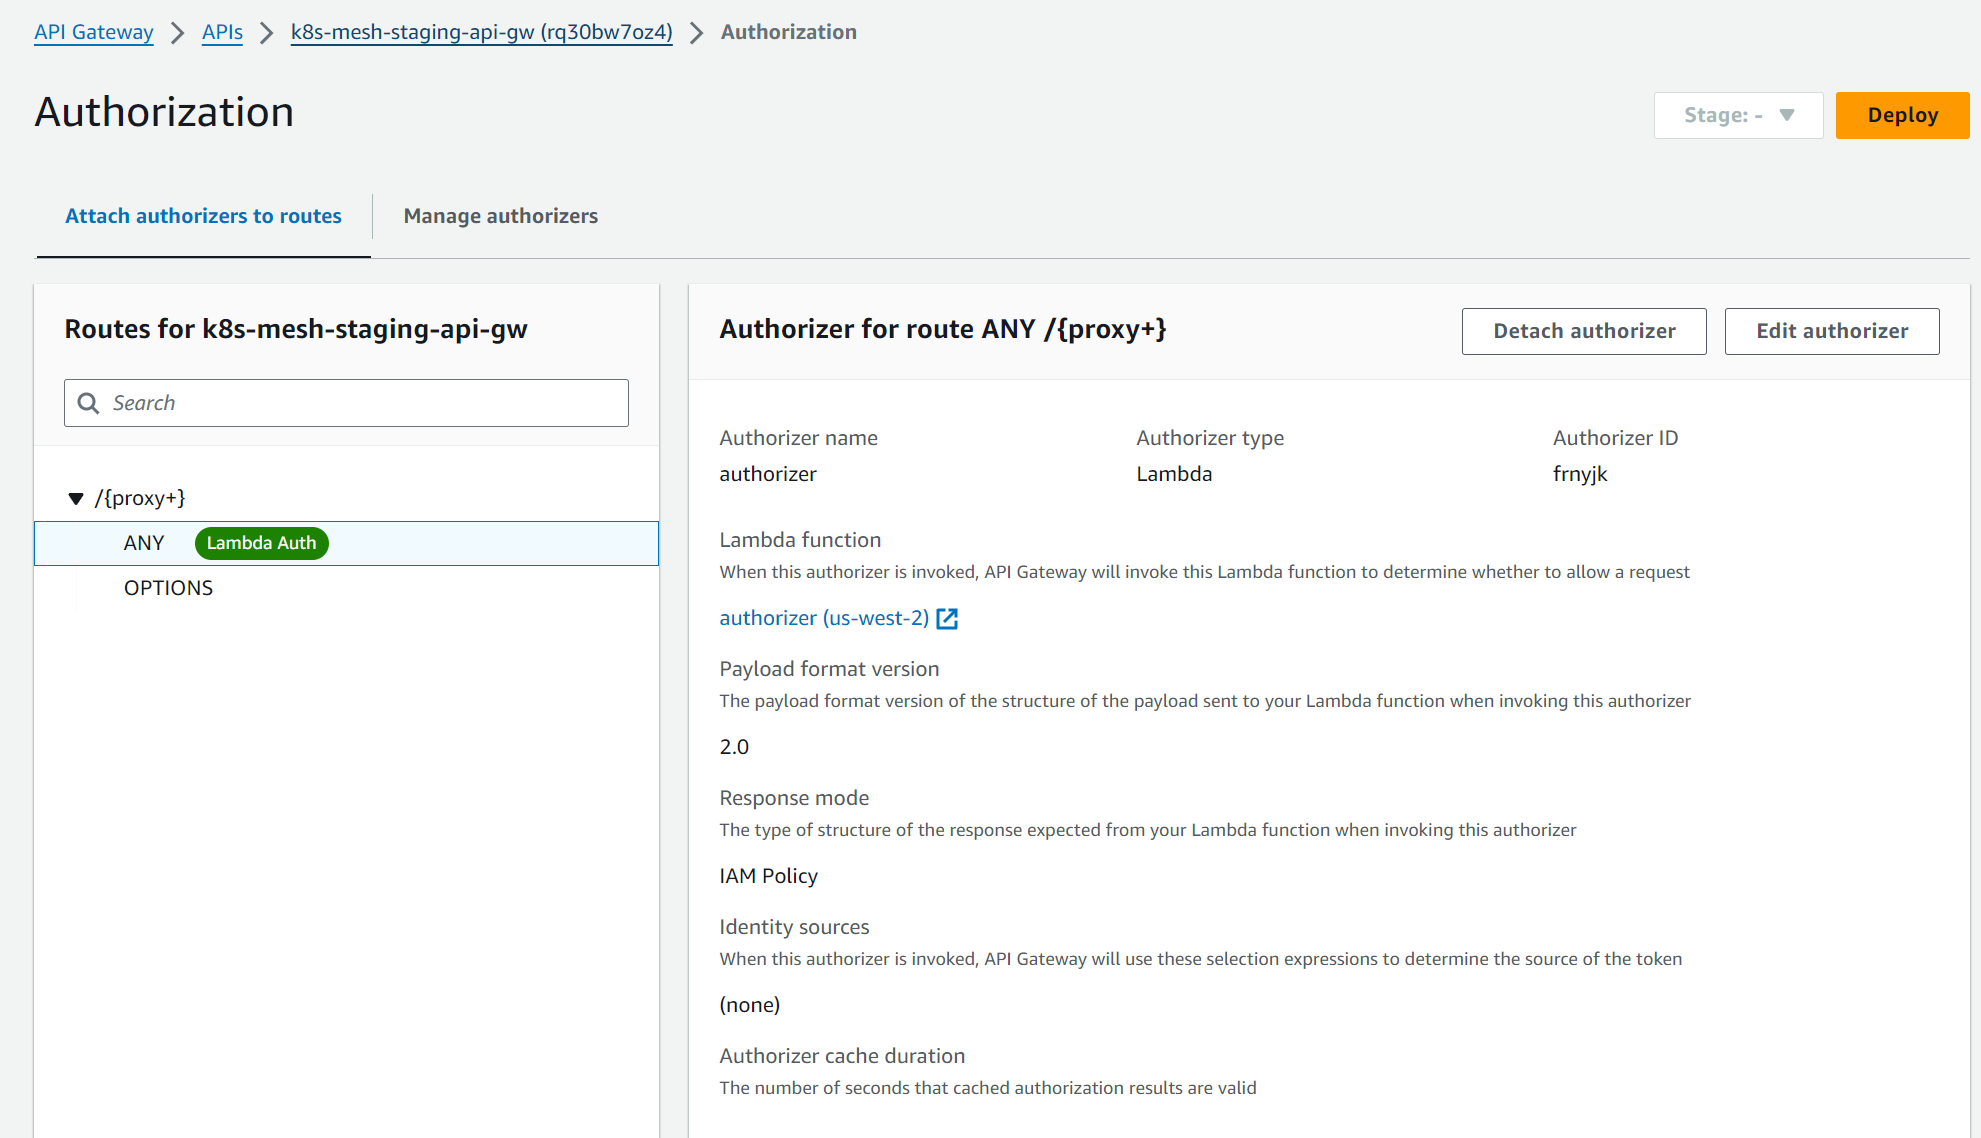 API Gateway > APIs > k8s-mesh-staging-api-gw (rq30bw7oz4) > Authorization
Authorization
Stage: -
Deploy
Attach authorizers to routes
Manage authorizers
Routes for k8s-mesh-staging-api-gw
Search
/{proxy+}
ANY Lambda Auth
OPTIONS
Authorizer for route ANY /{proxy+}
Detach authorizer
Edit authorizer
Authorizer name
authorizer
Authorizer type
Lambda
Authorizer ID
frnyjk
Lambda function
When this authorizer is invoked, API Gateway will invoke this Lambda function to determine whether to allow a request
authorizer (us-west-2)
Payload format version
The payload format version of the structure of the payload sent to your Lambda function when invoking this authorizer
2.0
Response mode
The type of structure of the response expected from your Lambda function when invoking this authorizer
IAM Policy
Identity sources
When this authorizer is invoked, API Gateway will use these selection expressions to determine the source of the token
(none)
Authorizer cache duration
The number of seconds that cached authorization results are valid